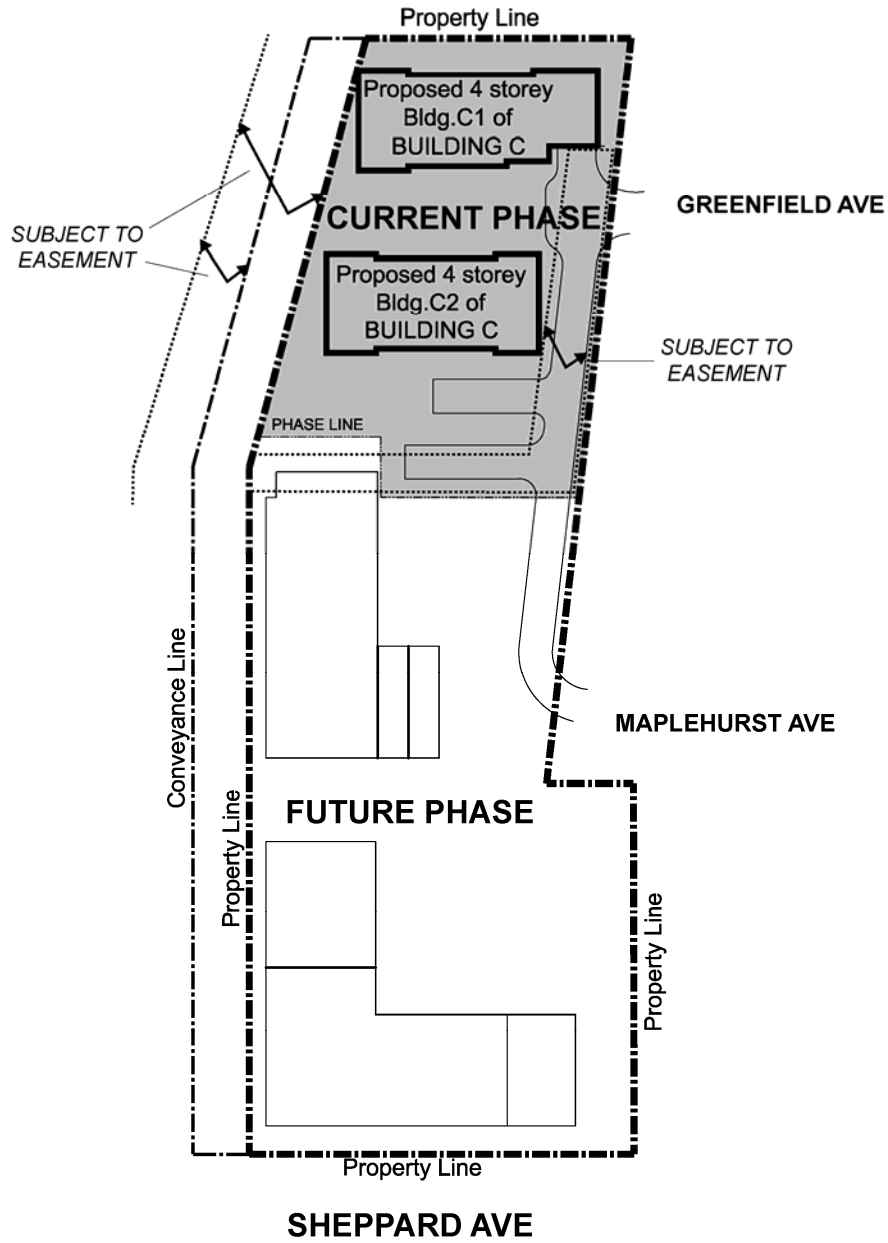 Property Line
Proposed 4 storey
Bldg.C1 of
BUILDING C
GREENFIELD AVE
CURRENT PHASE
SUBJECT TO
EASEMENT
Proposed 4 storey
Bldg.C2 of
BUILDING C
SUBJECT TO
EASEMENT
PHASE LINE
Conveyance Line
MAPLEHURST AVE
Property Line
FUTURE PHASE
Property Line
Property Line
SHEPPARD AVE